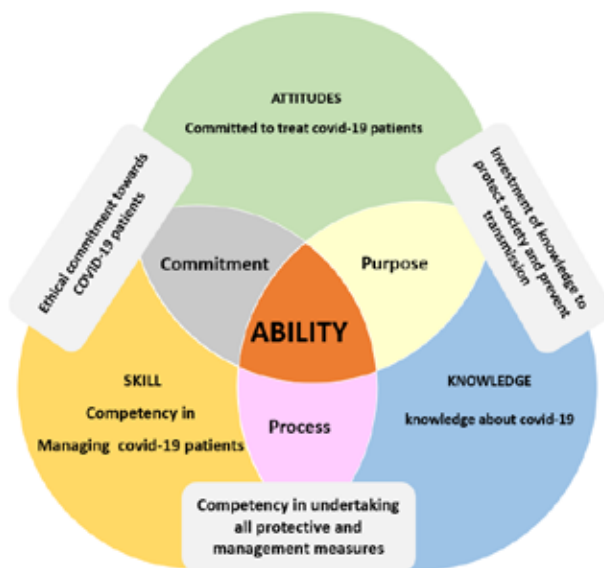 ATTITUDES
Committed to treat covid-19 patients
Ethical commitment towards
COVID-19 patients
Investment of knowledge to
protect society and prevent
transmission
Commitment
Purpose
ABILITY
SKILL
Competency in
Managing covid-19 patients
KNOWLEDGE
knowledge about covid-19
Process
Competency in undertaking
all protective and
management measures